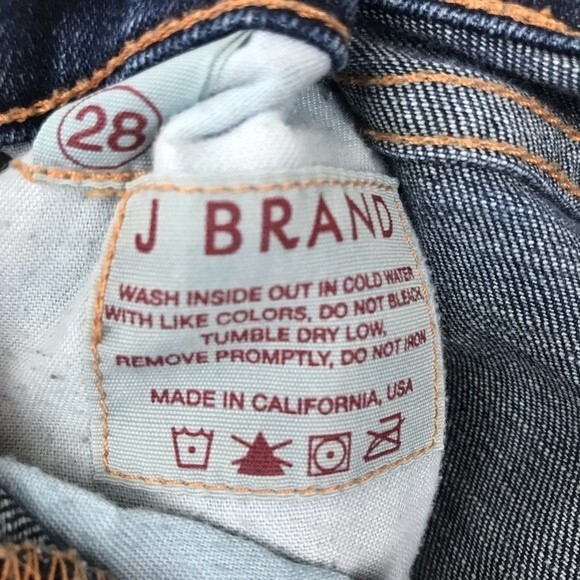 28
J BRAND
WASH INSIDE OUT IN COLD WATER
WITH LIKE COLORS, DO NOT BLEACH,
TUMBLE DRY LOW,
REMOVE PROMPTLY, DO NOT IRON
MADE IN CALIFORNIA, USA